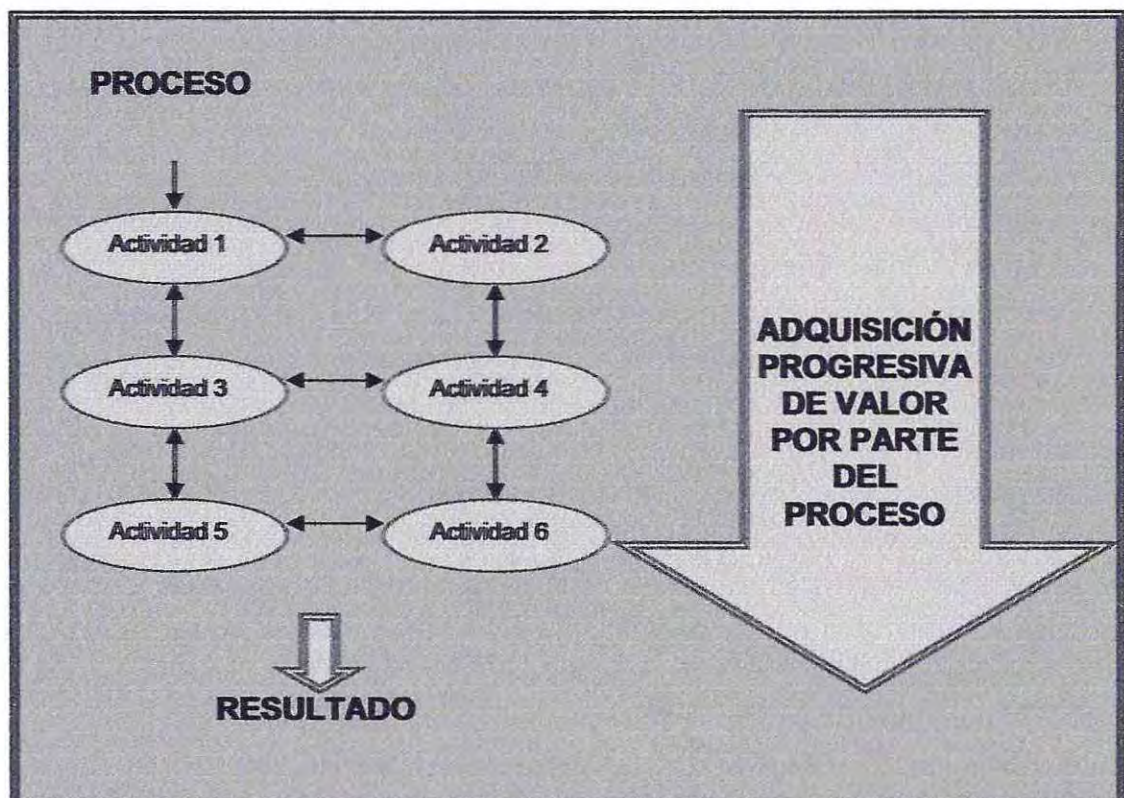 PROCESO
Actividad 1
Actividad 2
Actividad 3
Actividad 4
Actividad 5
Actividad 6
RESULTADO
ADQUISICIÓN
PROGRESIVA
DE VALOR
POR PARTE
DEL
PROCESO